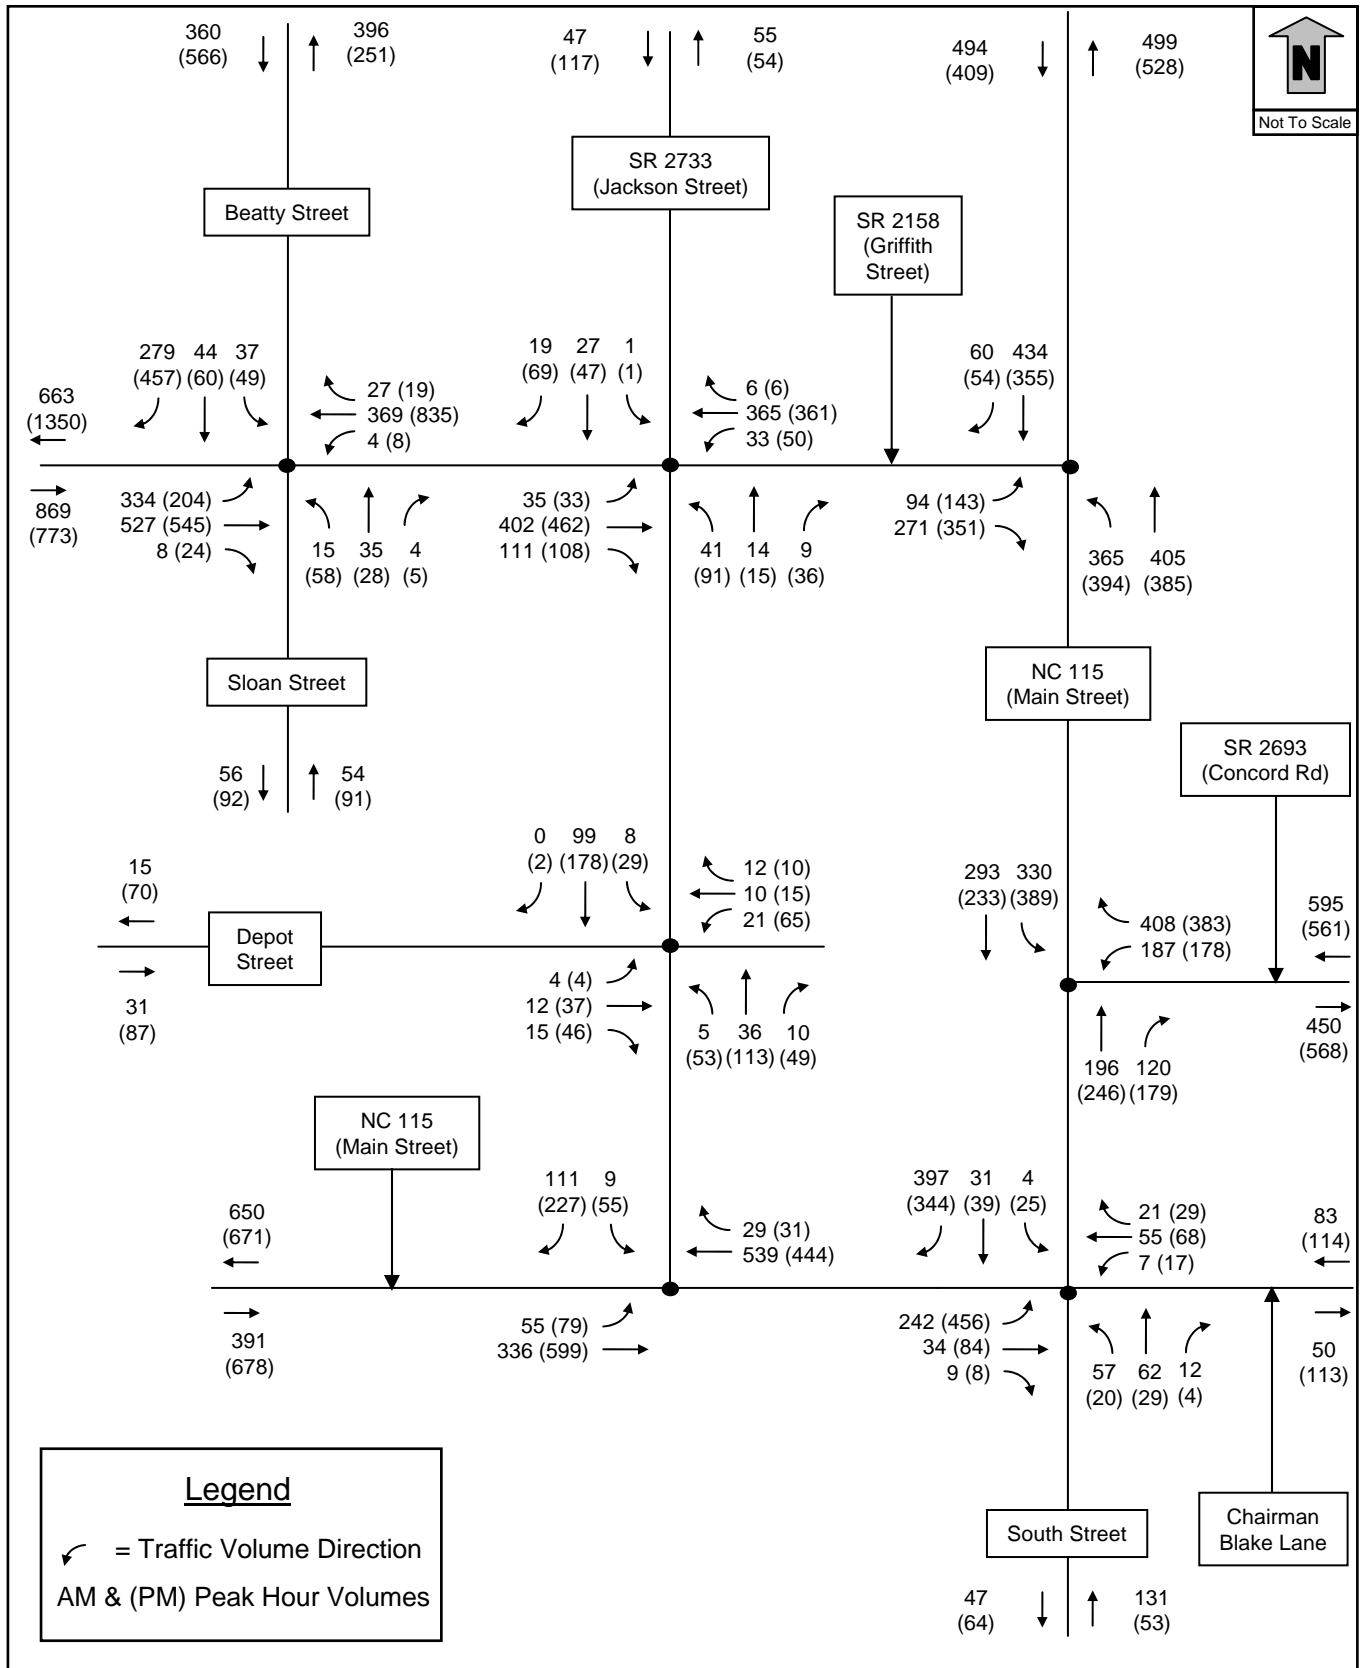 360 396 47 55 494 499
(566) (251) (117) (54) (409) (528)
N
Not To Scale
SR 2733
(Jackson Street)
Beatty Street
SR 2158
(Griffith
Street)
279 44 37
(457) (60) (49)
19 27 1
(69) (47) (1)
60 434
(54) (355)
663
(1350)
27 (19)
369 (835)
4 (8)
6 (6)
365 (361)
33 (50)
869
(773)
334 (204)
527 (545)
8 (24)
15 35 4
(58) (28) (5)
35 (33)
402 (462)
111 (108)
41 14 9
(91) (15) (36)
94 (143)
271 (351)
365 405
(394) (385)
Sloan Street
NC 115
(Main Street)
SR 2693
(Concord Rd)
56 54
(92) (91)
0 99 8
(2) (178) (29)
15
(70)
12 (10)
10 (15)
21 (65)
293 330
(233) (389)
408 (383)
187 (178)
595
(561)
Depot
Street
31
(87)
4 (4)
12 (37)
15 (46)
5 36 10
(53) (113) (49)
196 120
(246) (179)
450
(568)
NC 115
(Main Street)
111 9
(227) (55)
397 31 4
(344) (39) (25)
650
(671)
29 (31)
539 (444)
21 (29)
55 (68)
7 (17)
83
(114)
391
(678)
55 (79)
336 (599)
242 (456)
34 (84)
9 (8)
57 62 12
(20) (29) (4)
50
(113)
Legend
= Traffic Volume Direction
AM & (PM) Peak Hour Volumes
South Street
Chairman
Blake Lane
47 131
(64) (53)